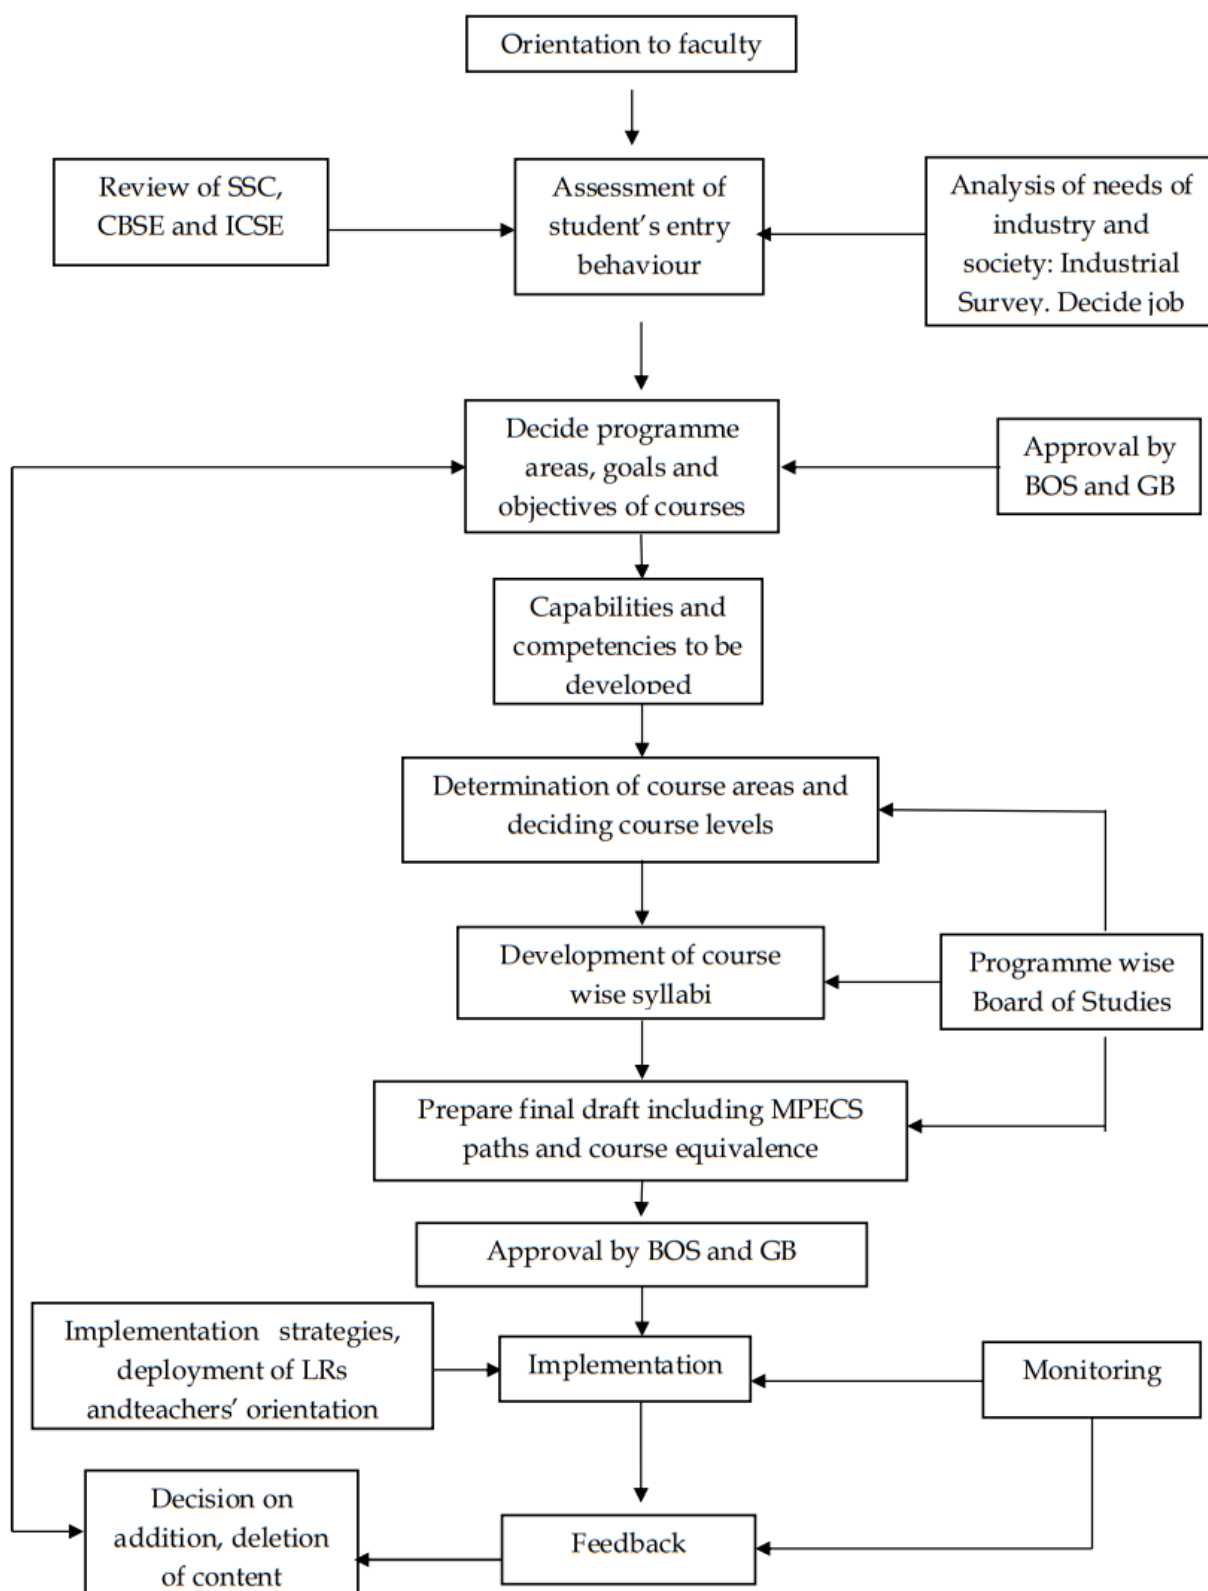 Orientation to faculty
Review of SSC,
CBSE and ICSE
Assessment of
student’s entry
behaviour
Analysis of needs of
industry and
society: Industrial
Survey. Decide job
Decide programme
areas, goals and
objectives of courses
Approval by
BOS and GB
Capabilities and
competencies to be
developed
Determination of course areas and
deciding course levels
Development of course
wise syllabi
Programme wise
Board of Studies
Prepare final draft including MPECS
paths and course equivalence
Approval by BOS and GB
Implementation strategies,
deployment of LRs
andteachers’ orientation
Implementation
Monitoring
Decision on
addition, deletion
of content
Feedback